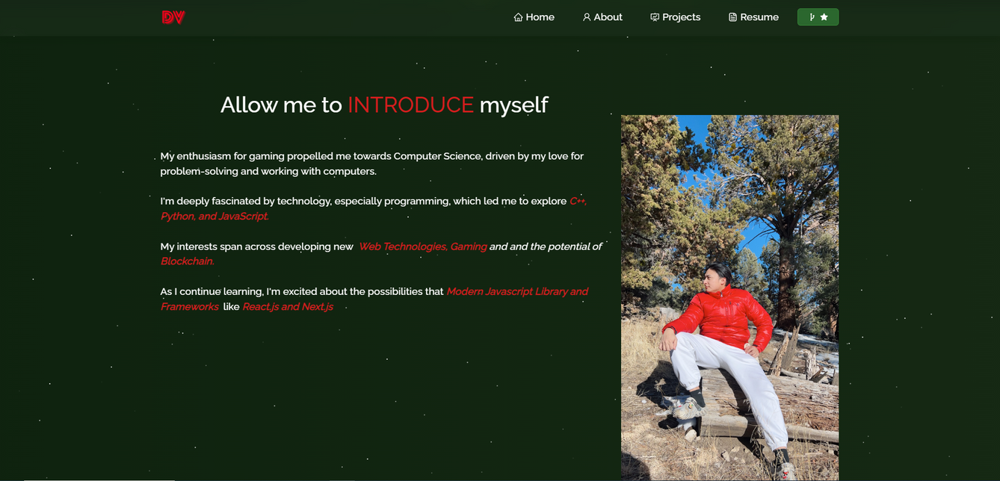 DV
Home About Projects Resume
Allow me to INTRODUCE myself
My enthusiasm for gaming propelled me towards Computer Science, driven by my love for
problem-solving and working with computers.
I'm deeply fascinated by technology, especially programming, which led me to explore C++,
Python, and JavaScript.
My interests span across developing new Web Technologies, Gaming and and the potential of
Blockchain.
As I continue learning, I'm excited about the possibilities that Modern Javascript Library and
Frameworks like React.js and Next.js